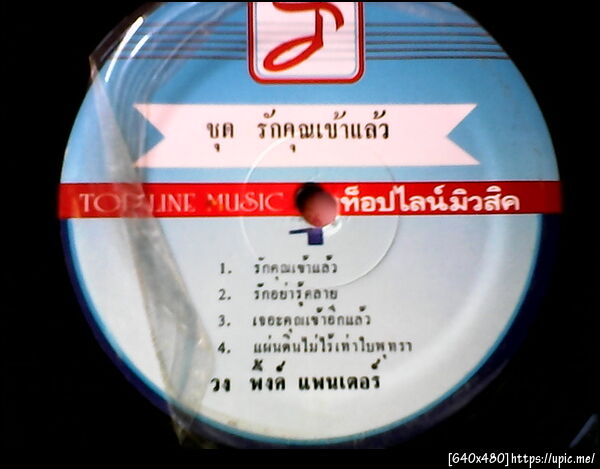 ชุด รักคุณเข้าแล้ว
TOPLINE MUSIC ท็อปไลน์มิวสิค
1. รักคุณเข้าแล้ว
2. รักอย่ารู้คลาย
3. เจอะคุณเข้าอีกแล้ว
4. แผ่นดินไม่ไร้เท่าใบพุทรา
วง พิ้งค์ แพนเตอร์
[640x480]https://upic.me/